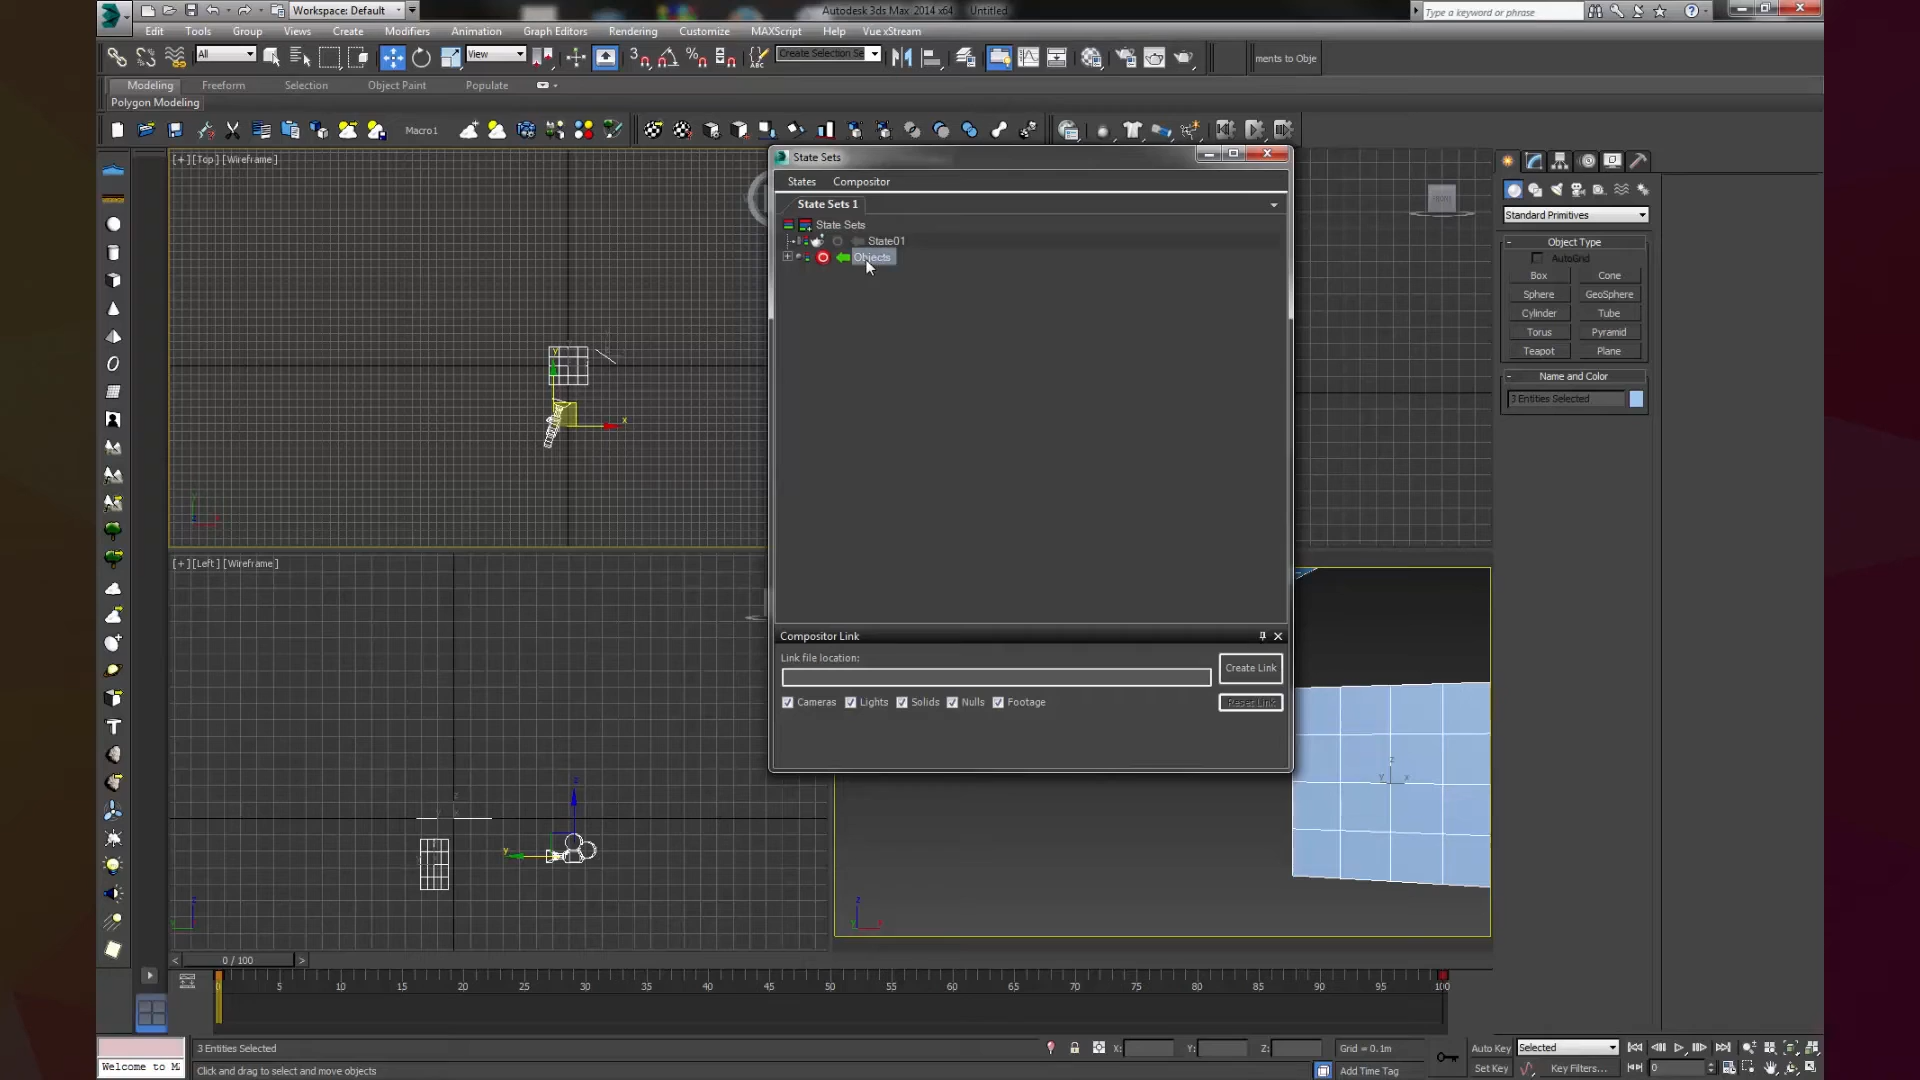 Workspace: Default
Autodesk 3ds Max 2014 x64 Untitled
Type a keyword or phrase
Edit Tools Group Views Create Modifiers Animation Graph Editors Rendering Customize MAXScript Help Vue xStream
All
View
Create Selection Se
ments to Obje
Modeling Freeform Selection Object Paint Populate
Polygon Modeling
Macro1
[+] [Top] [Wireframe]
State Sets
States Compositor
State Sets 1
State Sets
State01
Objects
Compositor Link
Link file location:
Create Link
Cameras Lights Solids Nulls Footage
Reset Link
[+] [Left] [Wireframe]
Standard Primitives
Object Type
AutoGrid
Box Cone
Sphere GeoSphere
Cylinder Tube
Torus Pyramid
Teapot Plane
Name and Color
3 Entities Selected
0 / 100
0 5 10 15 20 25 30 35 40 45 50 55 60 65 70 75 80 85 90 95 100
3 Entities Selected
X: Y: Z: Grid = 0.1m
Auto Key Selected
Welcome to M
Click and drag to select and move objects
Add Time Tag
Set Key Key Filters... 0